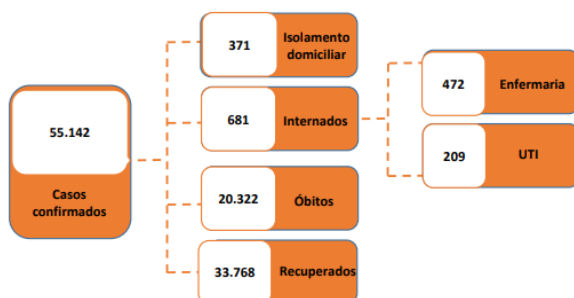 55.142
Casos
confirmados
371
Isolamento
domiciliar
681
Internados
20.322
Óbitos
33.768
Recuperados
472
Enfermaria
209
UTI